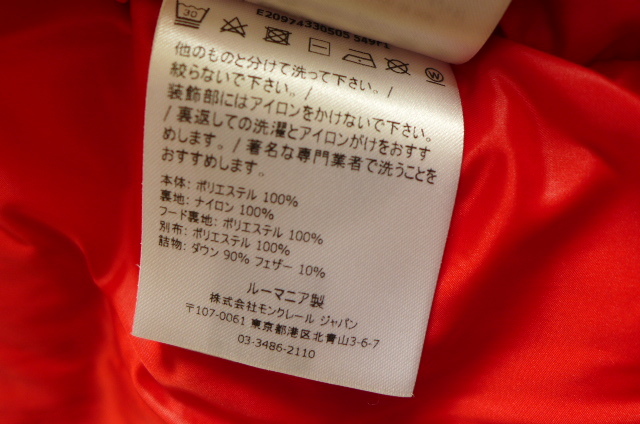 30
E20974330505 549FL
W
他のものと分けて洗って下さい。/
絞らないで下さい。/
装飾部にはアイロンをかけないで下さい。
/ 裏返しての洗濯とアイロンがけをおすす
めします。/ 著名な専門業者で洗うことを
おすすめします。
本体: ポリエステル 100%
裏地: ナイロン 100%
フード裏地: ポリエステル 100%
別布: ポリエステル 100%
詰物: ダウン 90% フェザー 10%
ルーマニア製
株式会社モンクレール ジャパン
〒107-0061 東京都港区北青山3-6-7
03-3486-2110